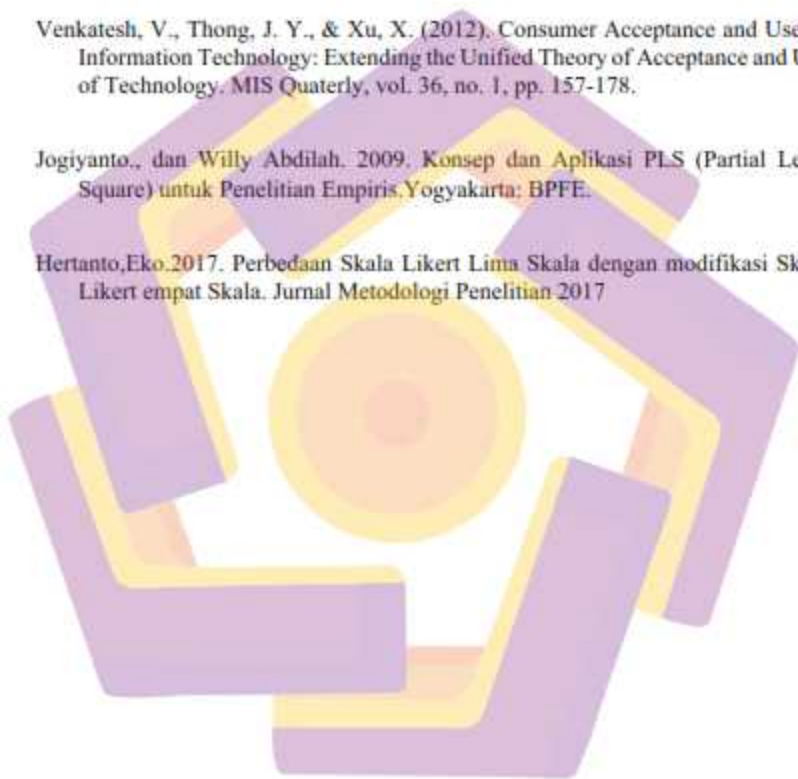 Venkatesh, V., Thong, J. Y., & Xu, X. (2012). Consumer Acceptance and Use
Information Technology: Extending the Unified Theory of Acceptance and U
of Technology. MIS Quaterly, vol. 36, no. 1, pp. 157-178.
Jogiyanto., dan Willy Abdilah. 2009. Konsep dan Aplikasi PLS (Partial Le
Square) untuk Penelitian Empiris.Yogyakarta: BPFE.
Hertanto,Eko.2017. Perbedaan Skala Likert Lima Skala dengan modifikasi Sk
Likert empat Skala. Jurnal Metodologi Penelitian 2017